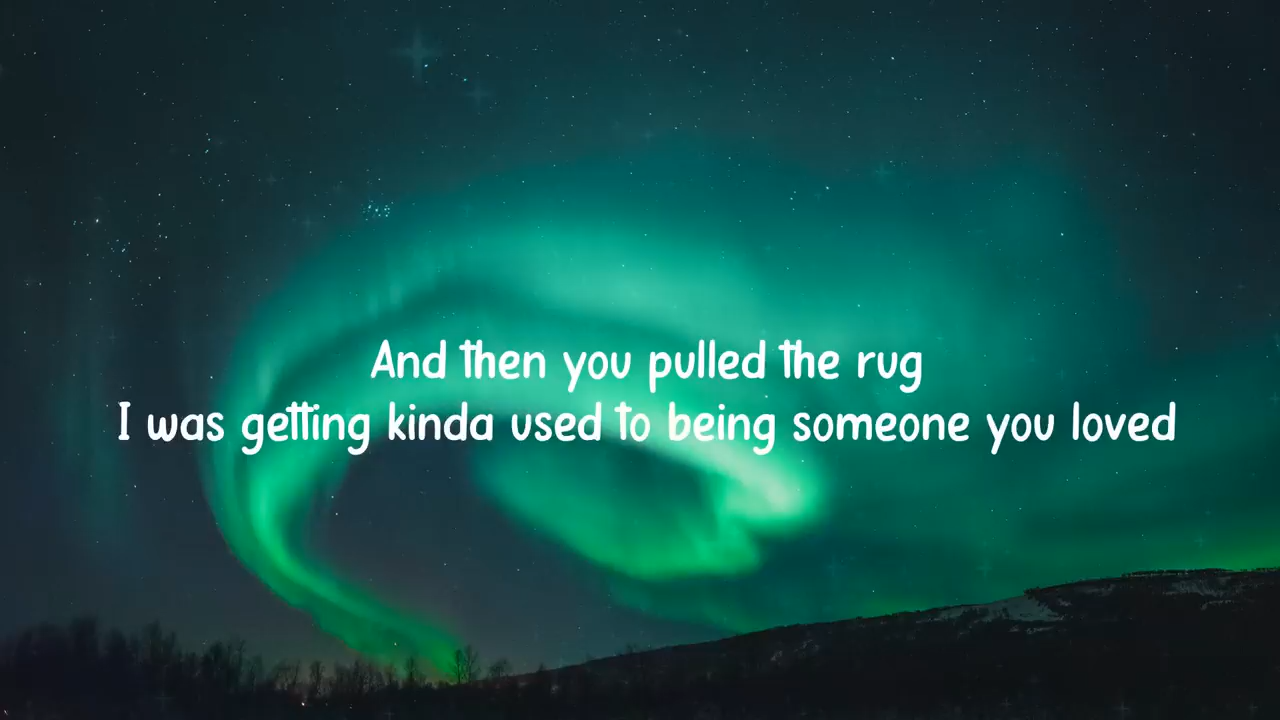 And then you pulled the rug
I was getting kinda used to being someone you loved